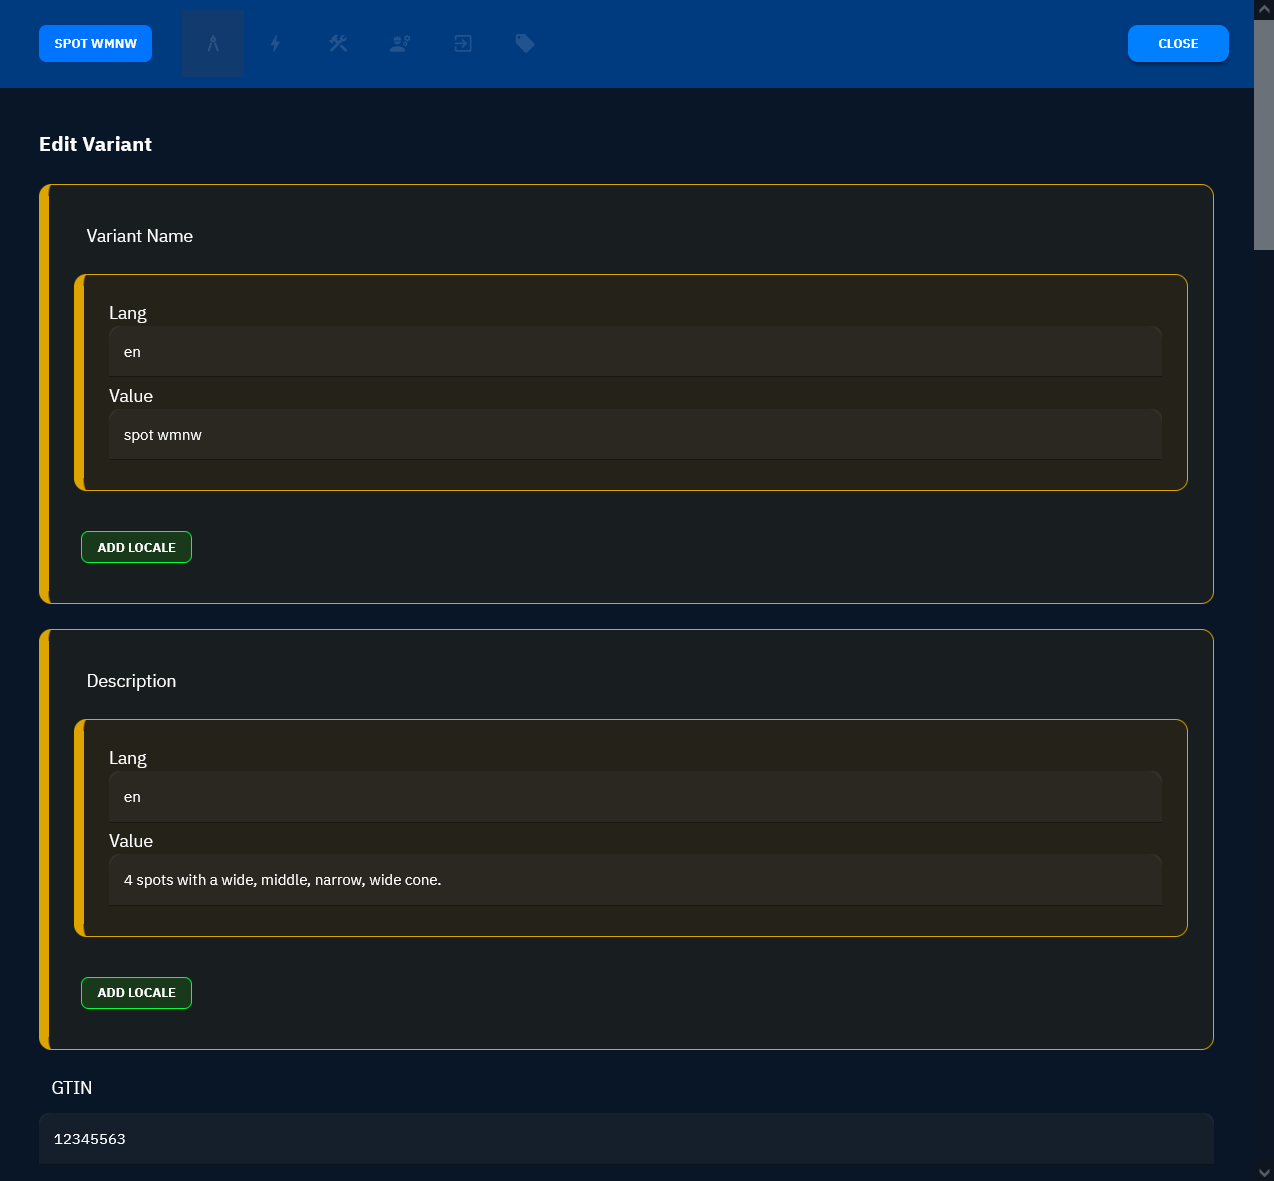 SPOT WMNW
CLOSE
Edit Variant
Variant Name
Lang
en
Value
spot wmnw
ADD LOCALE
Description
Lang
en
Value
4 spots with a wide, middle, narrow, wide cone.
ADD LOCALE
GTIN
12345563